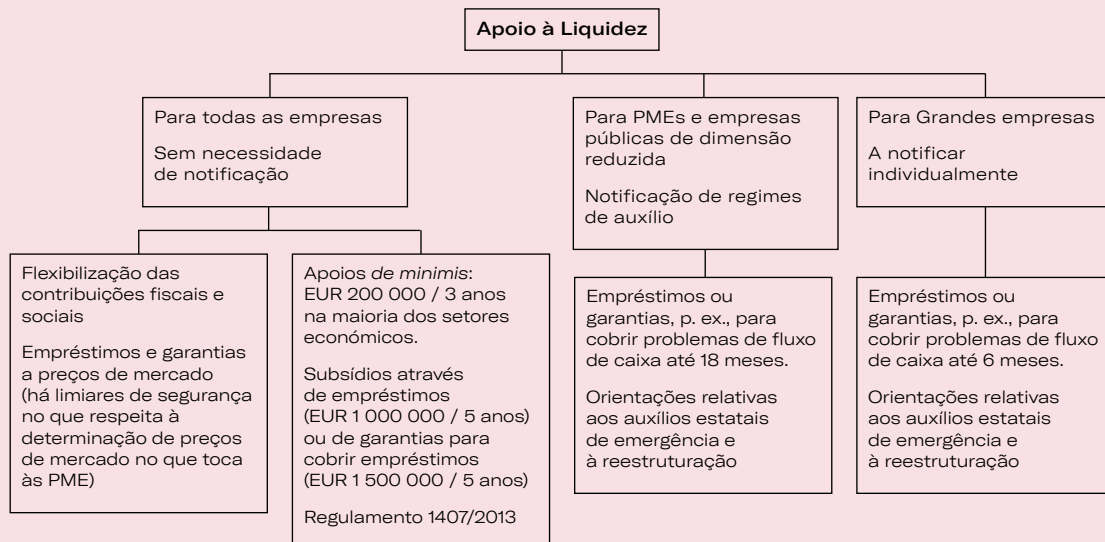 Apoio à Liquidez
Para todas as empresas
Sem necessidade
de notificação
Para PMEs e empresas
públicas de dimensão
reduzida
Notificação de regimes
de auxílio
Para Grandes empresas
A notificar
individualmente
Flexibilização das
contribuições fiscais e
sociais
Empréstimos e garantias
a preços de mercado
(há limiares de segurança
no que respeita à
determinação de preços
de mercado no que toca
às PME)
Apoios de minimis:
EUR 200 000 / 3 anos
na maioria dos setores
económicos.
Subsídios através
de empréstimos
(EUR 1 000 000 / 5 anos)
ou de garantias para
cobrir empréstimos
(EUR 1 500 000 / 5 anos)
Regulamento 1407/2013
Empréstimos ou
garantias, p. ex., para
cobrir problemas de fluxo
de caixa até 18 meses.
Orientações relativas
aos auxílios estatais
de emergência e
à reestruturação
Empréstimos ou
garantias, p. ex., para
cobrir problemas de fluxo
de caixa até 6 meses.
Orientações relativas
aos auxílios estatais
de emergência e
à reestruturação